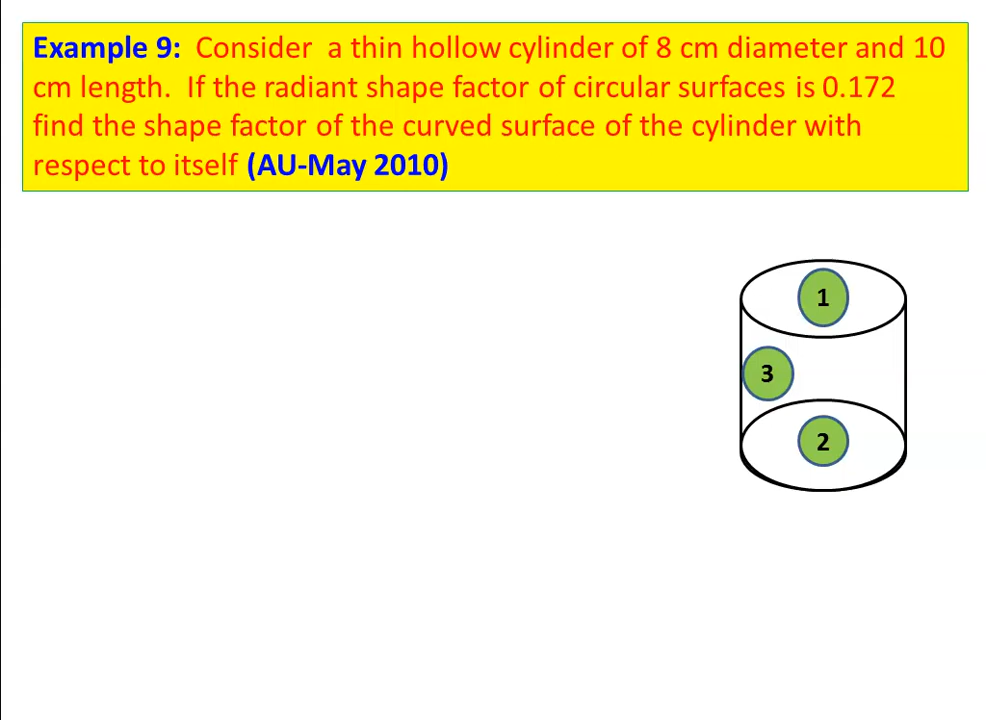 Example 9: Consider a thin hollow cylinder of 8 cm diameter and 10
cm length. If the radiant shape factor of circular surfaces is 0.172
find the shape factor of the curved surface of the cylinder with
respect to itself (AU-May 2010)
1
3
2